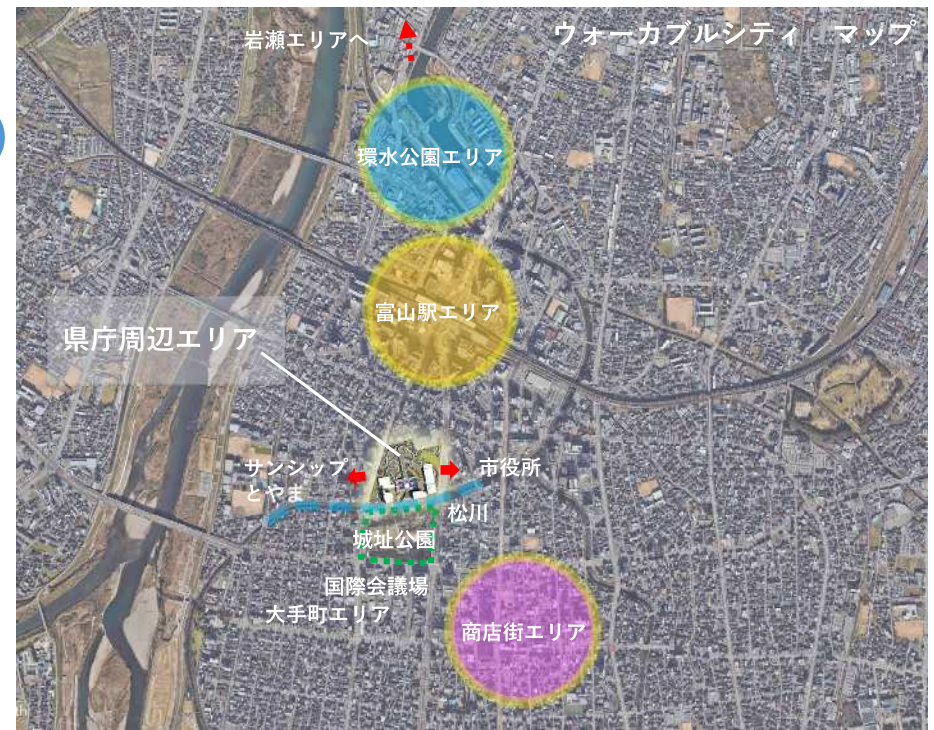 ウォーカブルシティ マップ
岩瀬エリアへ
環水公園エリア
富山駅エリア
県庁周辺エリア
サンシップ
とやま
市役所
松川
城址公園
国際会議場
大手町エリア
商店街エリア